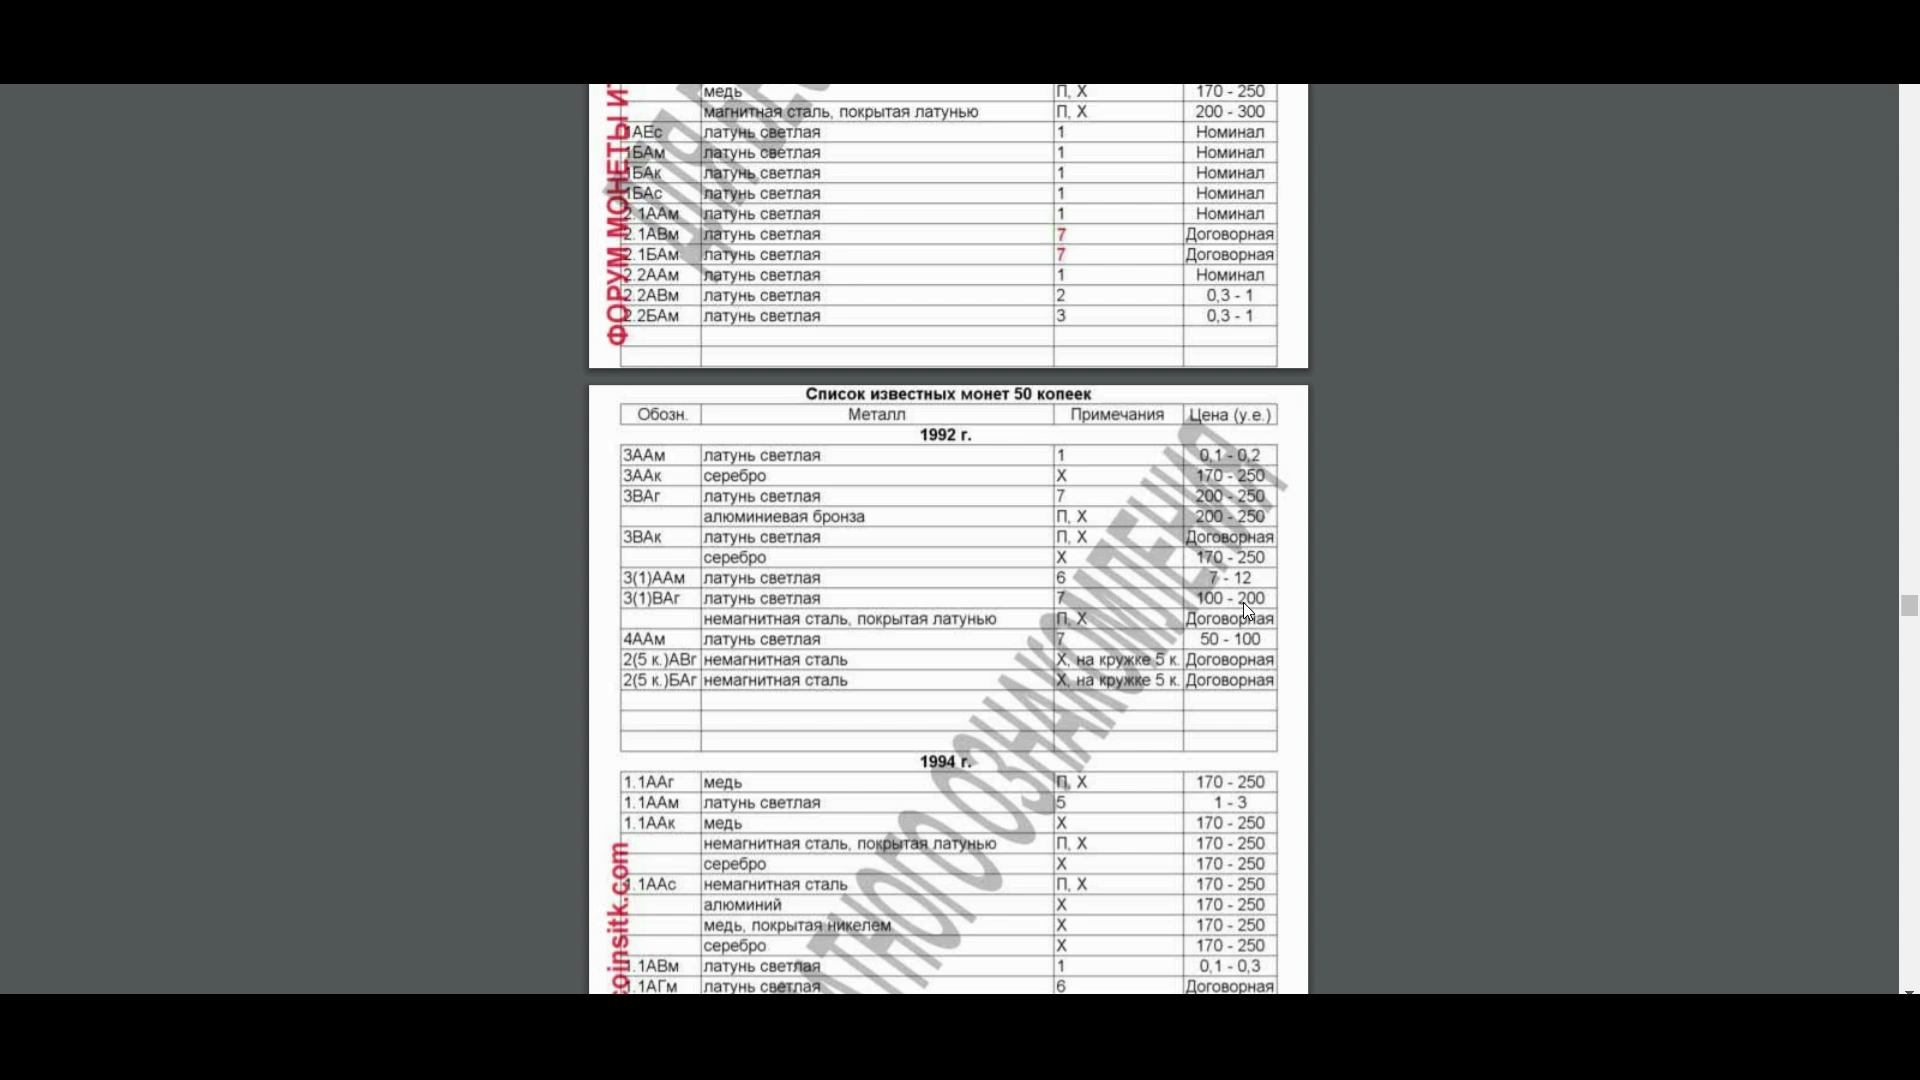 медь П, Х 170 - 250
магнитная сталь, покрытая латунью П, Х 200 - 300
1АЕс латунь светлая 1 Номинал
1БАм латунь светлая 1 Номинал
1БАк латунь светлая 1 Номинал
1БАс латунь светлая 1 Номинал
2.1ААм латунь светлая 1 Номинал
2.1АВм латунь светлая 7 Договорная
2.1БАм латунь светлая 7 Договорная
2.2ААм латунь светлая 1 Номинал
2.2АВм латунь светлая 2 0,3 - 1
2.2БАм латунь светлая 3 0,3 - 1
ФОРУМ МОНЕТЫ
Список известных монет 50 копеек
Обозн. Металл Примечания Цена (у.е.)
1992 г.
3ААм латунь светлая 1 0,1 - 0,2
3ААк серебро Х 170 - 250
3ВАг латунь светлая 7 200 - 250
алюминиевая бронза П, Х 200 - 250
3ВАк латунь светлая П, Х Договорная
серебро Х 170 - 250
3(1)ААм латунь светлая 6 7 - 12
3(1)ВАг латунь светлая 7 100 - 200
немагнитная сталь, покрытая латунью П, Х Договорная
4ААм латунь светлая 7 50 - 100
2(5 к.)АВг немагнитная сталь Х, на кружке 5 к. Договорная
2(5 к.)БАг немагнитная сталь Х, на кружке 5 к. Договорная
1994 г.
1.1ААг медь П, Х 170 - 250
1.1ААм латунь светлая 5 1 - 3
1.1ААк медь Х 170 - 250
немагнитная сталь, покрытая латунью П, Х 170 - 250
серебро Х 170 - 250
1.1ААс немагнитная сталь П, Х 170 - 250
алюминий Х 170 - 250
медь, покрытая никелем Х 170 - 250
серебро Х 170 - 250
1.1АВм латунь светлая 1 0,1 - 0,3
1.1АГм латунь светлая 6 Договорная
coinsitk.com
ОЗНАКОМЛЕНИЯ